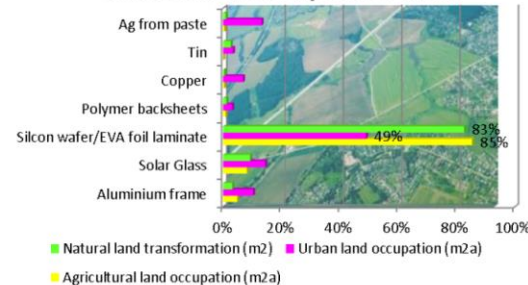 Ag from paste
Tin
Copper
Polymer backsheets
Silcon wafer/EVA foil laminate
83%
49%
85%
Solar Glass
Aluminium frame
0% 20% 40% 60% 80% 100%
Natural land transformation (m2) Urban land occupation (m2a)
Agricultural land occupation (m2a)